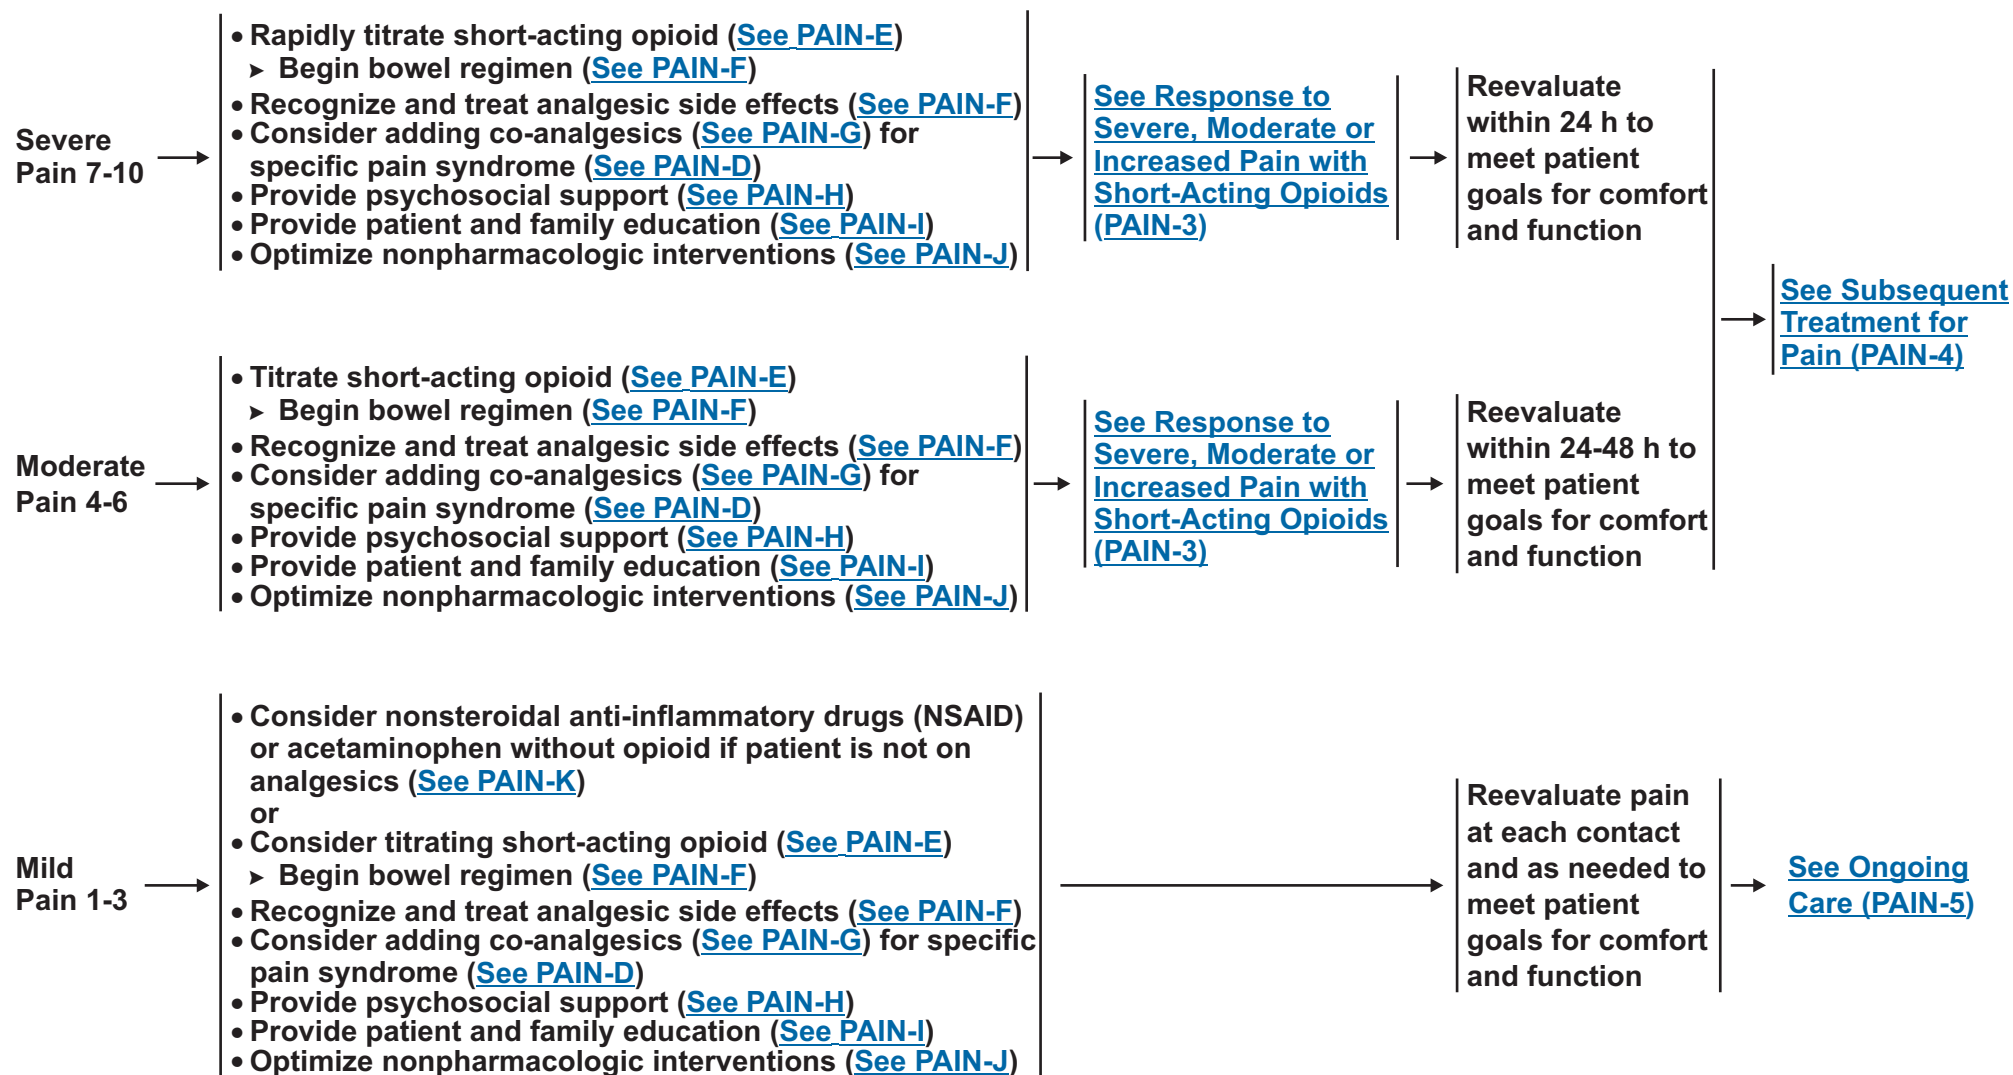 Severe
Pain 7-10
• Rapidly titrate short-acting opioid (See PAIN-E)
➤ Begin bowel regimen (See PAIN-F)
• Recognize and treat analgesic side effects (See PAIN-F)
• Consider adding co-analgesics (See PAIN-G) for
specific pain syndrome (See PAIN-D)
• Provide psychosocial support (See PAIN-H)
• Provide patient and family education (See PAIN-I)
• Optimize nonpharmacologic interventions (See PAIN-J)
See Response to
Severe, Moderate or
Increased Pain with
Short-Acting Opioids
(PAIN-3)
Reevaluate
within 24 h to
meet patient
goals for comfort
and function
Moderate
Pain 4-6
• Titrate short-acting opioid (See PAIN-E)
➤ Begin bowel regimen (See PAIN-F)
• Recognize and treat analgesic side effects (See PAIN-F)
• Consider adding co-analgesics (See PAIN-G) for
specific pain syndrome (See PAIN-D)
• Provide psychosocial support (See PAIN-H)
• Provide patient and family education (See PAIN-I)
• Optimize nonpharmacologic interventions (See PAIN-J)
See Response to
Severe, Moderate or
Increased Pain with
Short-Acting Opioids
(PAIN-3)
Reevaluate
within 24-48 h to
meet patient
goals for comfort
and function
See Subsequent
Treatment for
Pain (PAIN-4)
Mild
Pain 1-3
• Consider nonsteroidal anti-inflammatory drugs (NSAID)
or acetaminophen without opioid if patient is not on
analgesics (See PAIN-K)
or
• Consider titrating short-acting opioid (See PAIN-E)
➤ Begin bowel regimen (See PAIN-F)
• Recognize and treat analgesic side effects (See PAIN-F)
• Consider adding co-analgesics (See PAIN-G) for specific
pain syndrome (See PAIN-D)
• Provide psychosocial support (See PAIN-H)
• Provide patient and family education (See PAIN-I)
• Optimize nonpharmacologic interventions (See PAIN-J)
Reevaluate pain
at each contact
and as needed to
meet patient
goals for comfort
and function
See Ongoing
Care (PAIN-5)